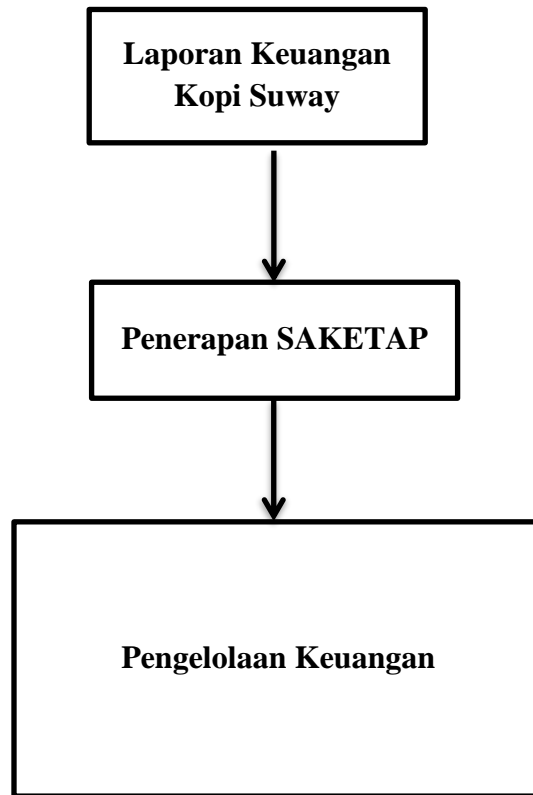 Laporan Keuangan
Kopi Suway
Penerapan SAKETAP
Pengelolaan Keuangan